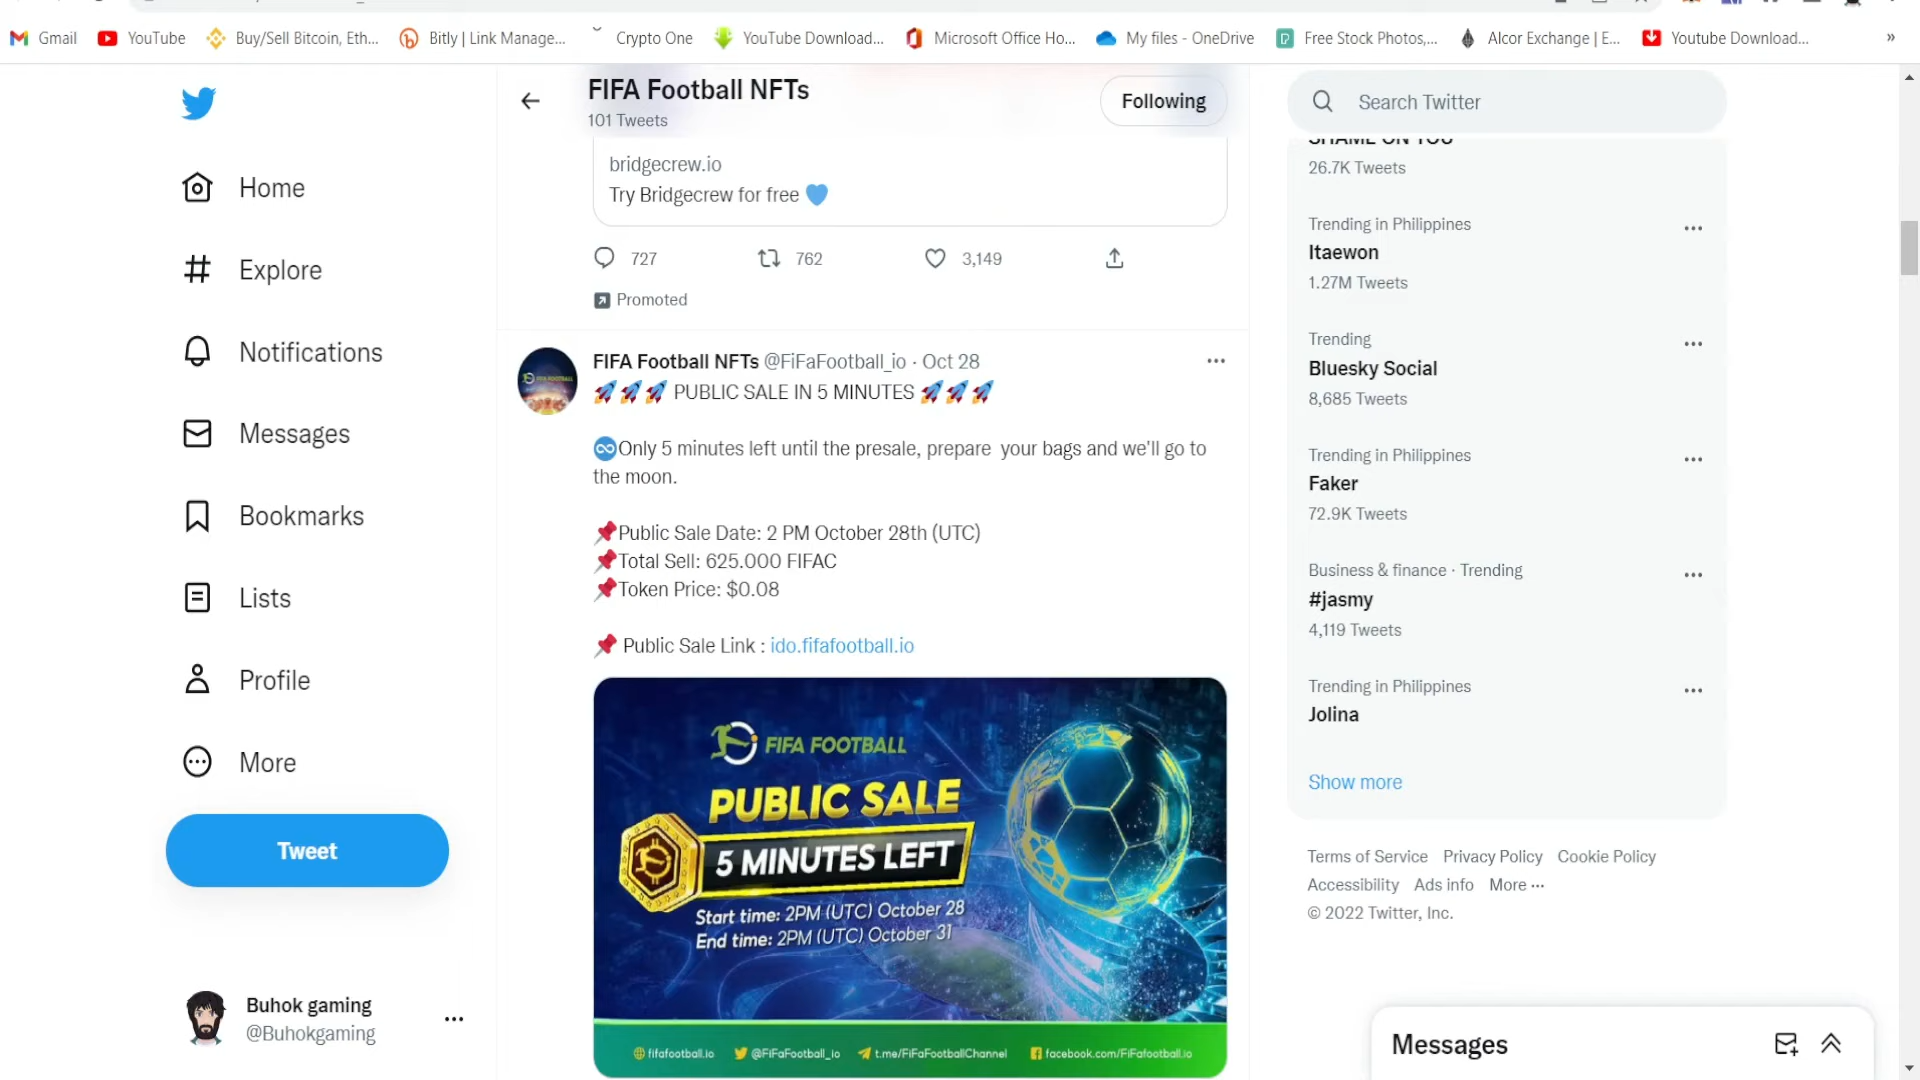 Gmail
YouTube
Buy/Sell Bitcoin, Eth...
Bitly | Link Manage...
Crypto One
YouTube Download...
Microsoft Office Ho...
My files - OneDrive
Free Stock Photos,...
Alcor Exchange | E...
Youtube Download...
»
Home
Explore
Notifications
Messages
Bookmarks
Lists
Profile
More
Tweet
Buhok gaming
@Buhokgaming
FIFA Football NFTs
101 Tweets
Following
bridgecrew.io
Try Bridgecrew for free
727
762
3,149
Promoted
FIFA Football NFTs @FiFaFootball_io · Oct 28
PUBLIC SALE IN 5 MINUTES
Only 5 minutes left until the presale, prepare your bags and we'll go to
the moon.
Public Sale Date: 2 PM October 28th (UTC)
Total Sell: 625.000 FIFAC
Token Price: $0.08
Public Sale Link : ido.fifafootball.io
FIFA FOOTBALL
PUBLIC SALE
5 MINUTES LEFT
Start time: 2PM (UTC) October 28
End time: 2PM (UTC) October 31
fifafootball.io
@FiFaFootball_io
t.me/FiFaFootballChannel
facebook.com/FiFafootball.io
Search Twitter
SHAME ON YOU
26.7K Tweets
Trending in Philippines
Itaewon
1.27M Tweets
Trending
Bluesky Social
8,685 Tweets
Trending in Philippines
Faker
72.9K Tweets
Business & finance · Trending
#jasmy
4,119 Tweets
Trending in Philippines
Jolina
Show more
Terms of Service Privacy Policy Cookie Policy
Accessibility Ads info More ···
© 2022 Twitter, Inc.
Messages